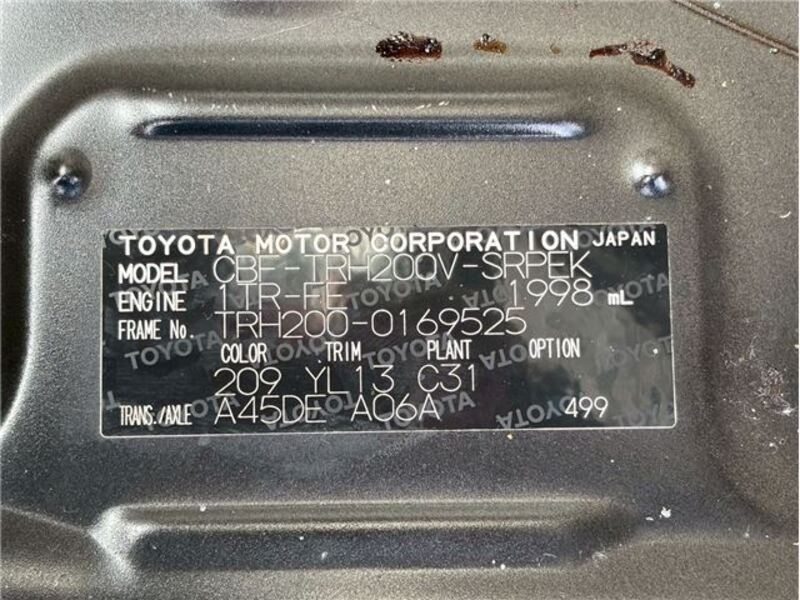 TOYOTA MOTOR CORPORATION JAPAN
MODEL CBF-TRH200V-SRPEK
ENGINE 1TR-FE 1998 mL
FRAME No. TRH200-0169525
COLOR TRIM PLANT OPTION
209 YL13 C31
TRANS./AXLE A45DE A06A 499